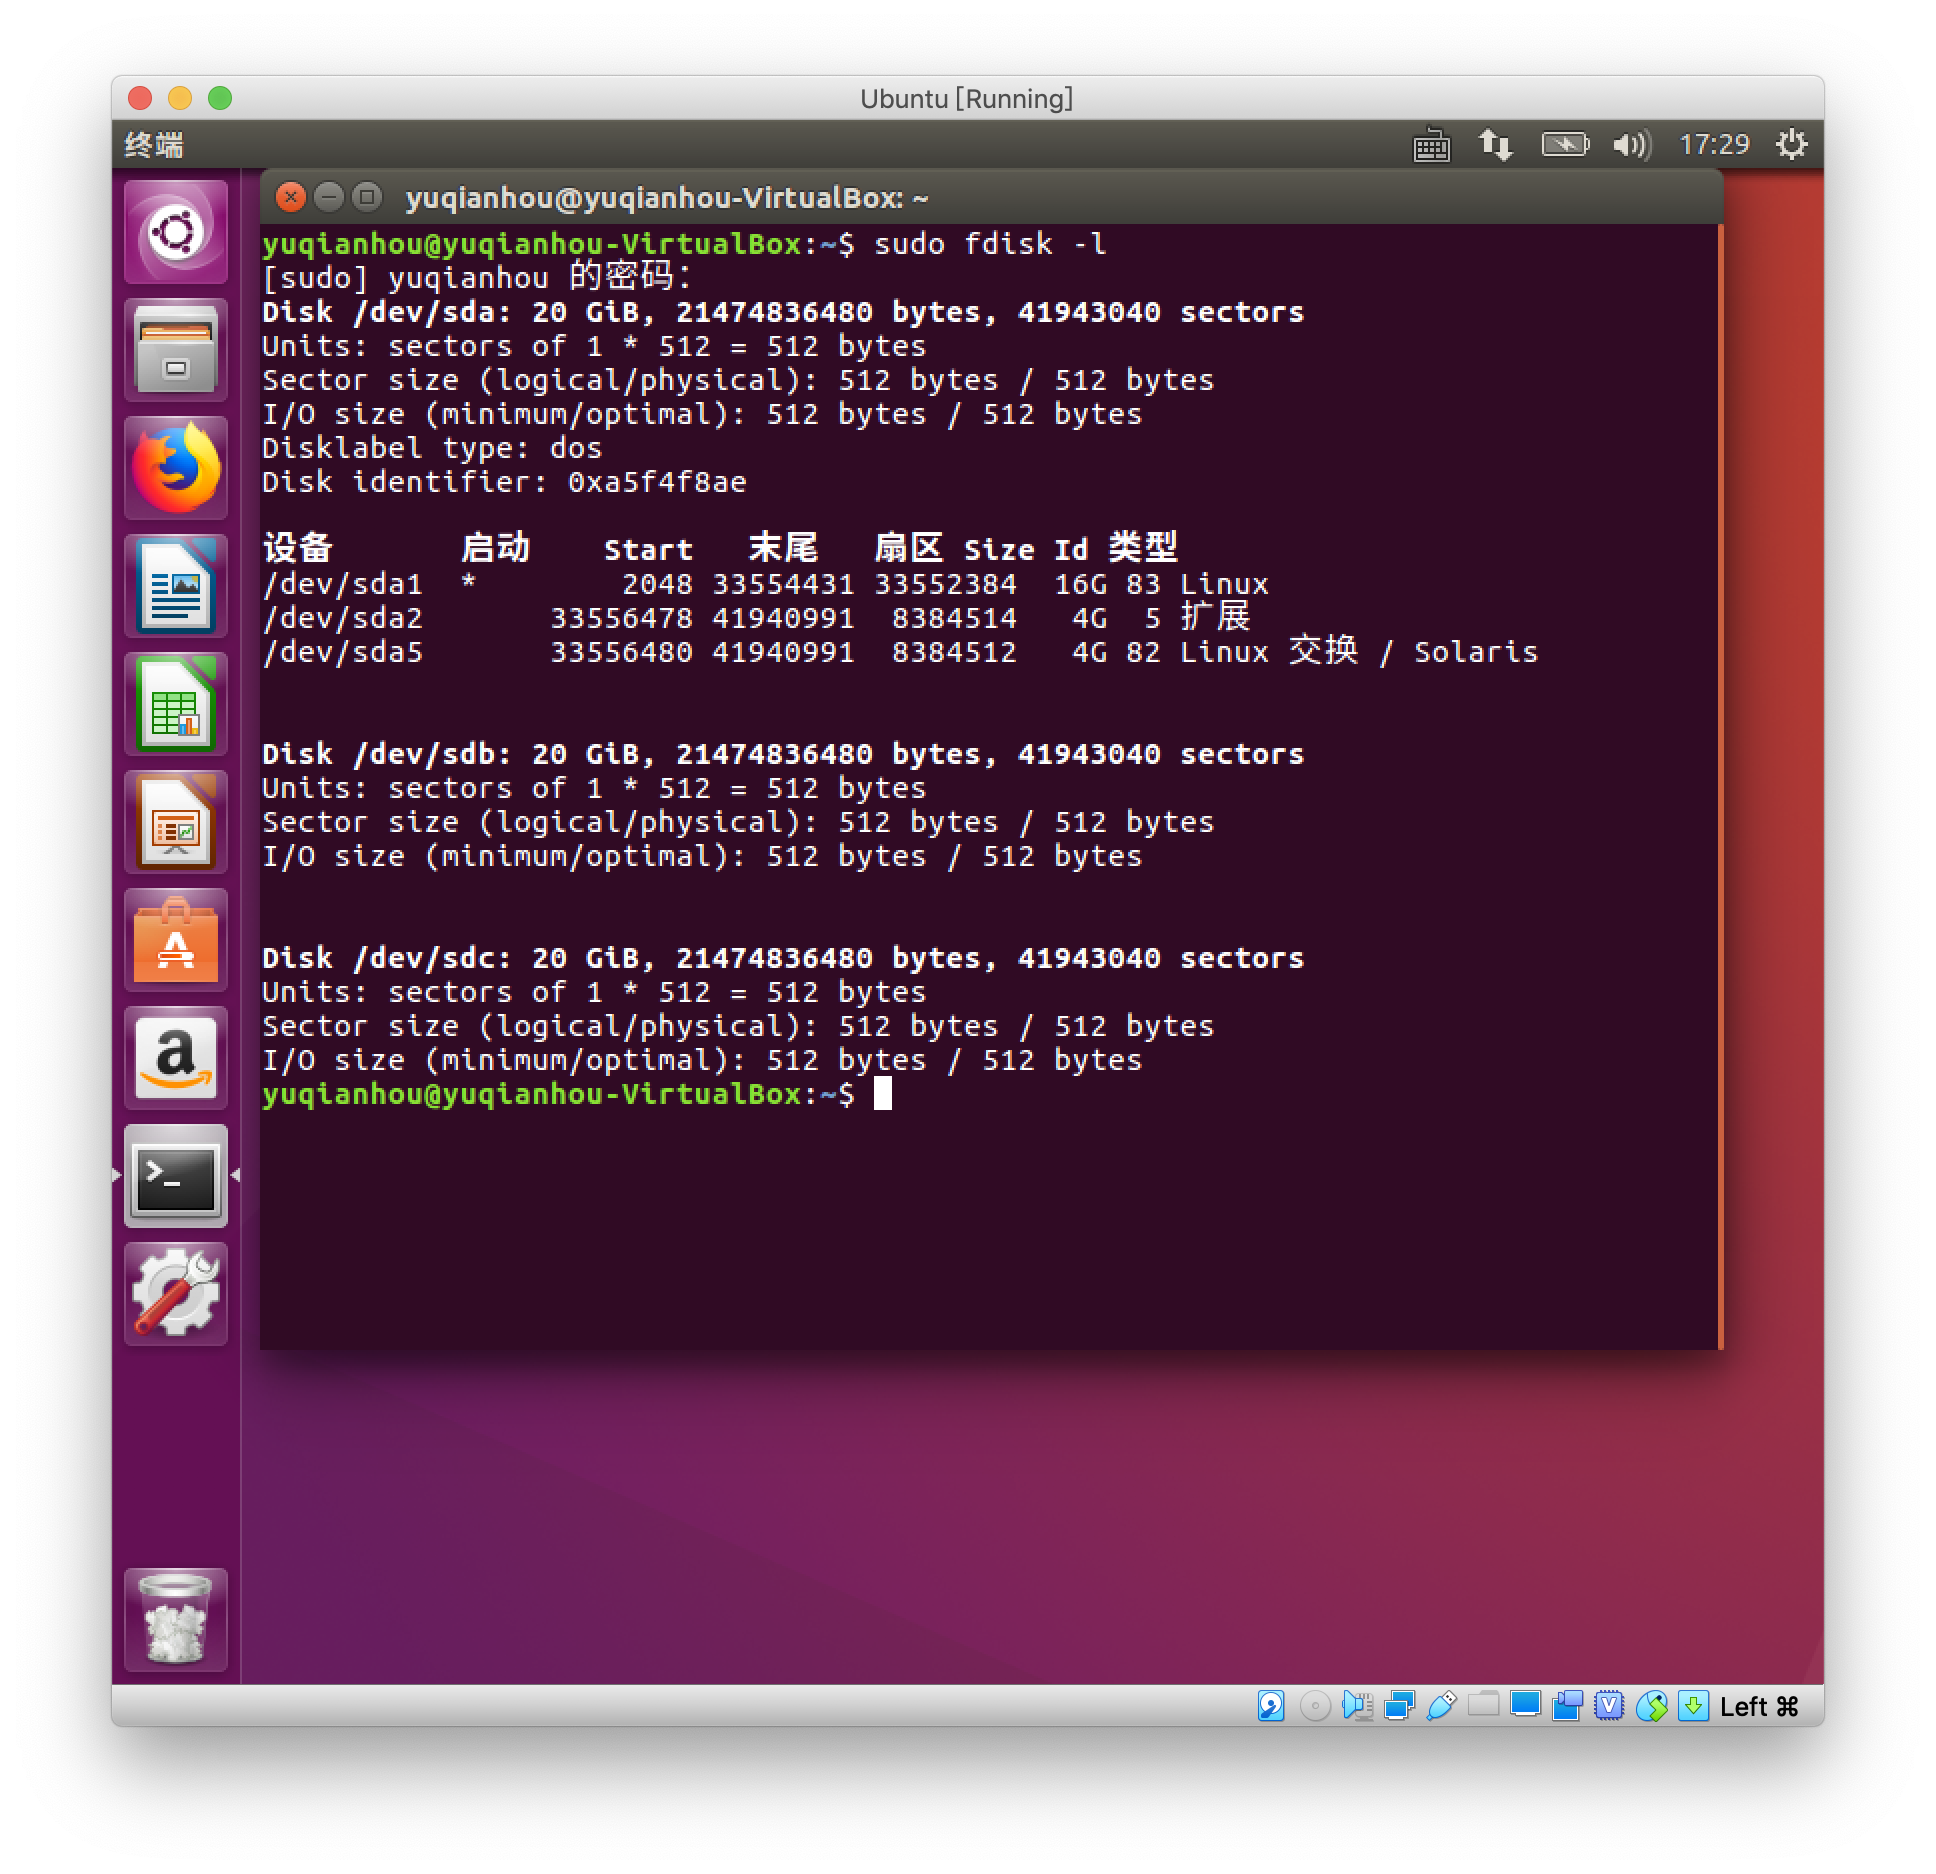 Ubuntu [Running]
终端 17:29
yuqianhou@yuqianhou-VirtualBox: ~
yuqianhou@yuqianhou-VirtualBox:~$ sudo fdisk -l
[sudo] yuqianhou 的密码：
Disk /dev/sda: 20 GiB, 21474836480 bytes, 41943040 sectors
Units: sectors of 1 * 512 = 512 bytes
Sector size (logical/physical): 512 bytes / 512 bytes
I/O size (minimum/optimal): 512 bytes / 512 bytes
Disklabel type: dos
Disk identifier: 0xa5f4f8ae
设备 启动 Start 末尾 扇区 Size Id 类型
/dev/sda1 * 2048 33554431 33552384 16G 83 Linux
/dev/sda2 33556478 41940991 8384514 4G 5 扩展
/dev/sda5 33556480 41940991 8384512 4G 82 Linux 交换 / Solaris
Disk /dev/sdb: 20 GiB, 21474836480 bytes, 41943040 sectors
Units: sectors of 1 * 512 = 512 bytes
Sector size (logical/physical): 512 bytes / 512 bytes
I/O size (minimum/optimal): 512 bytes / 512 bytes
Disk /dev/sdc: 20 GiB, 21474836480 bytes, 41943040 sectors
Units: sectors of 1 * 512 = 512 bytes
Sector size (logical/physical): 512 bytes / 512 bytes
I/O size (minimum/optimal): 512 bytes / 512 bytes
yuqianhou@yuqianhou-VirtualBox:~$
Left ⌘